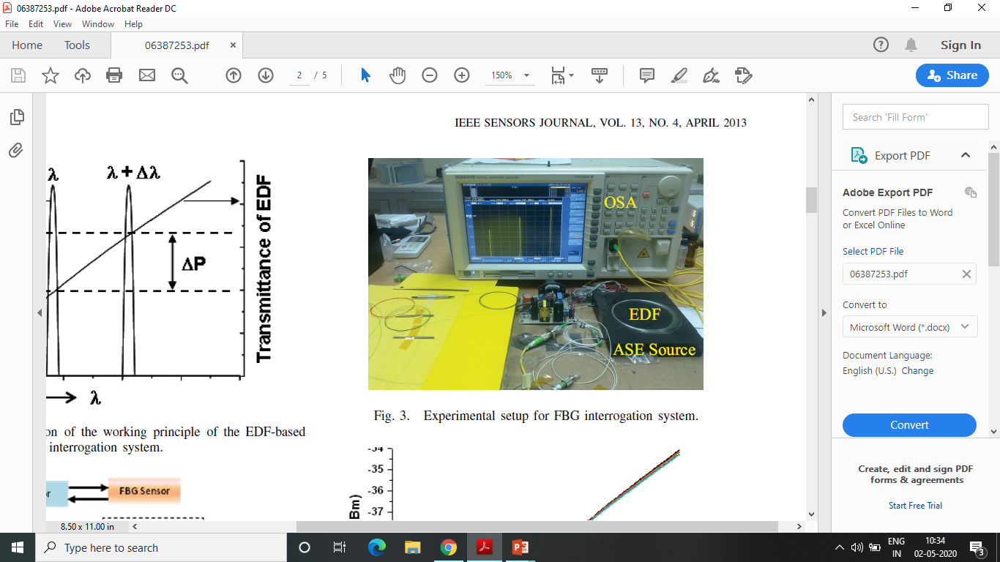 06387253.pdf - Adobe Acrobat Reader DC
File Edit View Window Help
Home Tools 06387253.pdf × Sign In
2 / 5 150% Share
IEEE SENSORS JOURNAL, VOL. 13, NO. 4, APRIL 2013
λ λ + Δλ
ΔP
Transmittance of EDF
λ
on of the working principle of the EDF-based
interrogation system.
FBG Sensor
8.50 x 11.00 in
OSA
EDF
ASE Source
Fig. 3. Experimental setup for FBG interrogation system.
-34
-35
-36
-37
Bm)
Search 'Fill Form'
Export PDF
Adobe Export PDF
Convert PDF Files to Word
or Excel Online
Select PDF File
06387253.pdf
Convert to
Microsoft Word (*.docx)
Document Language:
English (U.S.) Change
Convert
Create, edit and sign PDF
forms & agreements
Start Free Trial
Type here to search
ENG
IN
10:34
02-05-2020
3